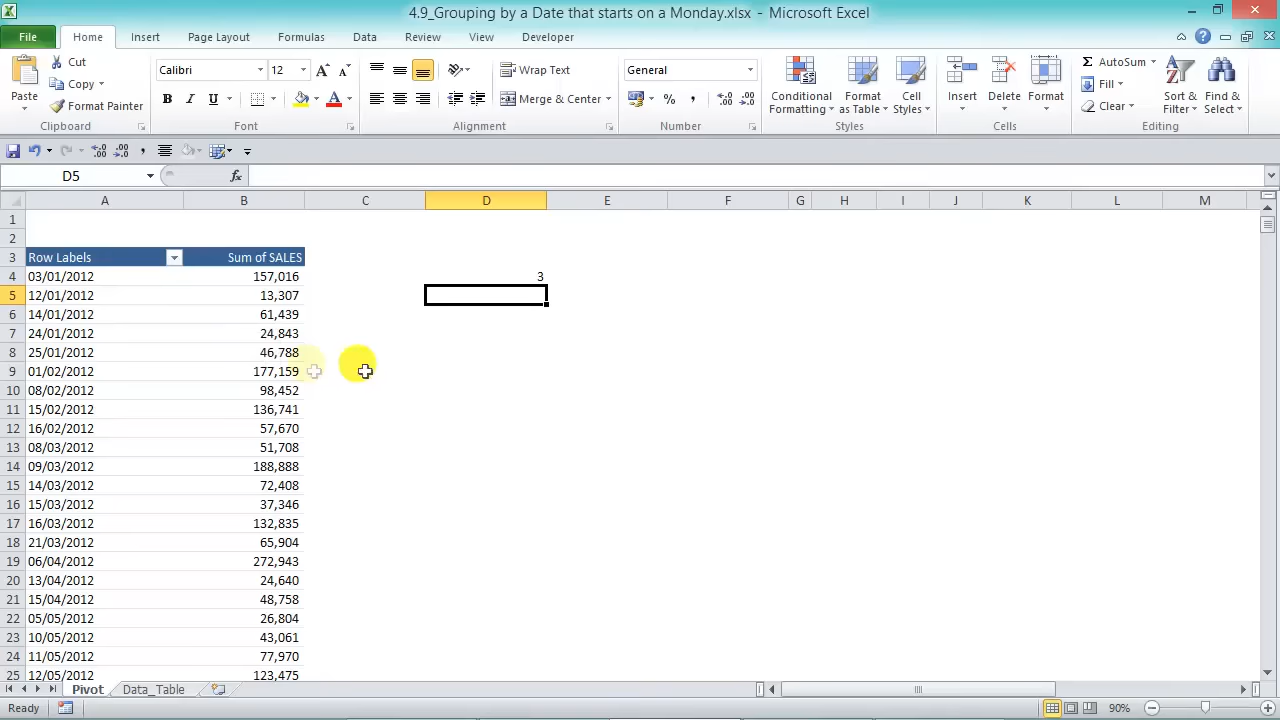 4.9_Grouping by a Date that starts on a Monday.xlsx - Microsoft Excel
File Home Insert Page Layout Formulas Data Review View Developer
Paste
Cut
Copy
Format Painter
Clipboard
Calibri 12
B I U A
Font
Wrap Text
Merge & Center
Alignment
General
%
Number
Conditional Formatting
Format as Table
Cell Styles
Styles
Insert Delete Format
Cells
AutoSum
Fill
Clear
Sort & Filter
Find & Select
Editing
D5 fx
A B C D E F G H I J K L M
1
2
3 Row Labels Sum of SALES
4 03/01/2012 157,016 3
5 12/01/2012 13,307
6 14/01/2012 61,439
7 24/01/2012 24,843
8 25/01/2012 46,788
9 01/02/2012 177,159
10 08/02/2012 98,452
11 15/02/2012 136,741
12 16/02/2012 57,670
13 08/03/2012 51,708
14 09/03/2012 188,888
15 14/03/2012 72,408
16 15/03/2012 37,346
17 16/03/2012 132,835
18 21/03/2012 65,904
19 06/04/2012 272,943
20 13/04/2012 24,640
21 15/04/2012 48,758
22 05/05/2012 26,804
23 10/05/2012 43,061
24 11/05/2012 77,970
25 12/05/2012 123,475
Pivot Data_Table
Ready 90%